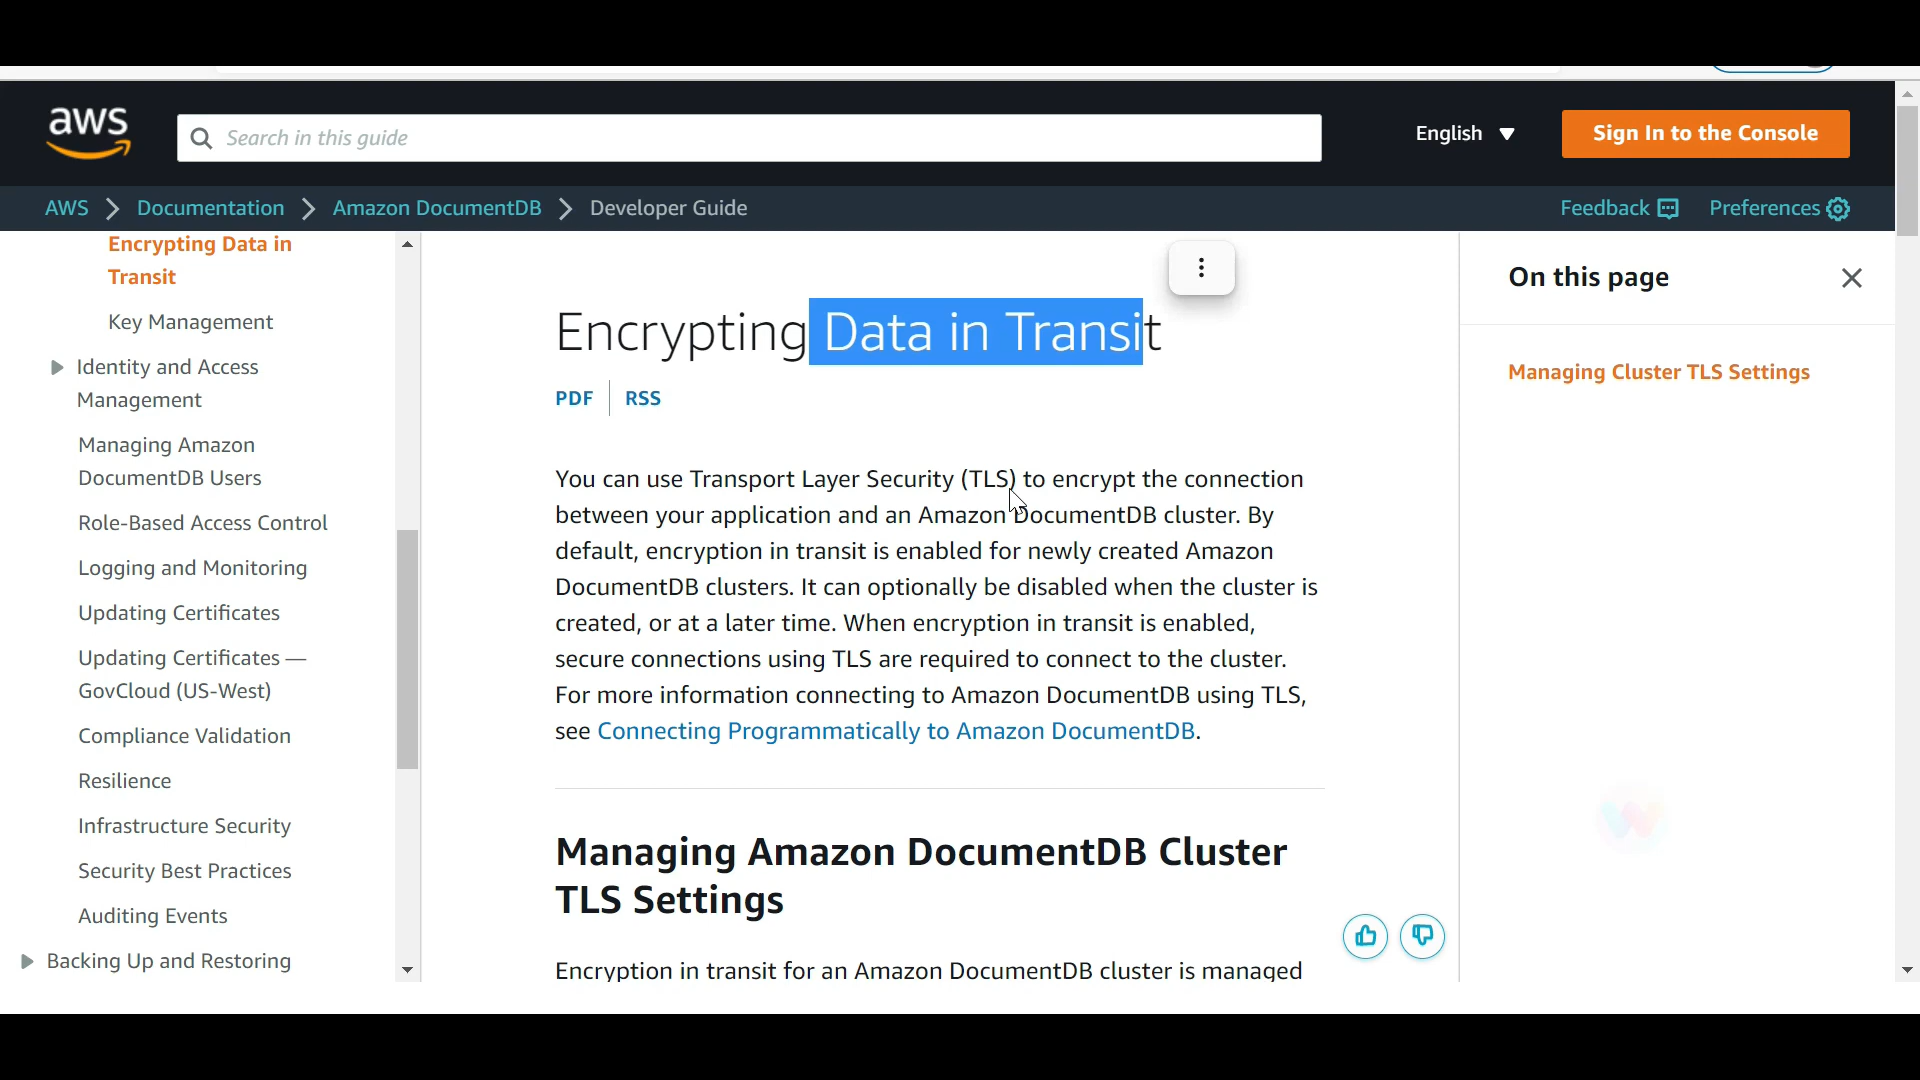 aws
Search in this guide
English
Sign In to the Console
AWS
Documentation
Amazon DocumentDB
Developer Guide
Feedback
Preferences
Encrypting Data in
Transit
Key Management
Identity and Access
Management
Managing Amazon
DocumentDB Users
Role-Based Access Control
Logging and Monitoring
Updating Certificates
Updating Certificates —
GovCloud (US-West)
Compliance Validation
Resilience
Infrastructure Security
Security Best Practices
Auditing Events
Backing Up and Restoring
Encrypting Data in Transit
PDF
RSS
You can use Transport Layer Security (TLS) to encrypt the connection
between your application and an Amazon DocumentDB cluster. By
default, encryption in transit is enabled for newly created Amazon
DocumentDB clusters. It can optionally be disabled when the cluster is
created, or at a later time. When encryption in transit is enabled,
secure connections using TLS are required to connect to the cluster.
For more information connecting to Amazon DocumentDB using TLS,
see Connecting Programmatically to Amazon DocumentDB.
Managing Amazon DocumentDB Cluster
TLS Settings
Encryption in transit for an Amazon DocumentDB cluster is managed
On this page
Managing Cluster TLS Settings